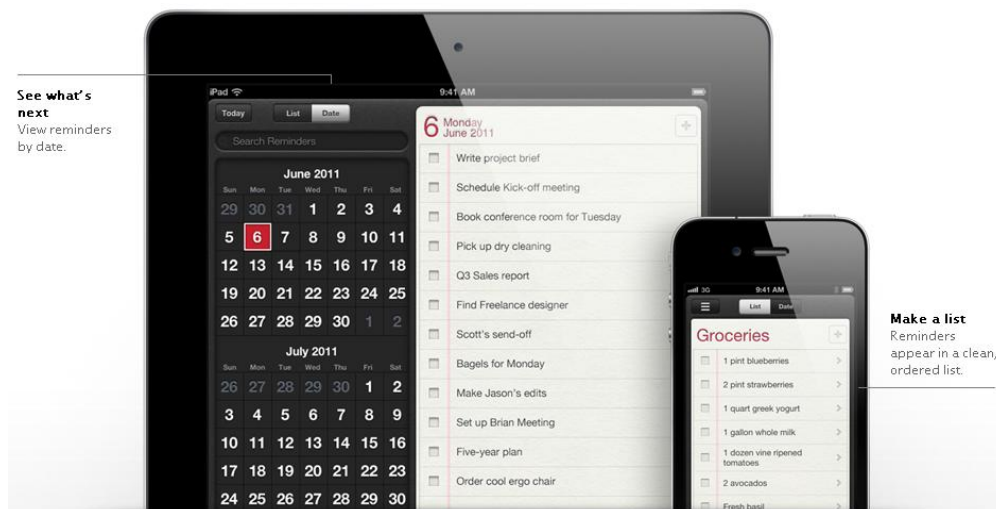 See what's
next
View reminders
by date.
iPad 9:41 AM
Today List Date
Search Reminders
June 2011
Sun Mon Tue Wed Thu Fri Sat
29 30 31 1 2 3 4
5 6 7 8 9 10 11
12 13 14 15 16 17 18
19 20 21 22 23 24 25
26 27 28 29 30 1 2
July 2011
Sun Mon Tue Wed Thu Fri Sat
26 27 28 29 30 1 2
3 4 5 6 7 8 9
10 11 12 13 14 15 16
17 18 19 20 21 22 23
24 25 26 27 28 29 30
6 Monday
June 2011
+
Write project brief
Schedule Kick-off meeting
Book conference room for Tuesday
Pick up dry cleaning
Q3 Sales report
Find Freelance designer
Scott's send-off
Bagels for Monday
Make Jason's edits
Set up Brian Meeting
Five-year plan
Order cool ergo chair
3G 9:41 AM
List Date
Groceries +
1 pint blueberries
2 pint strawberries
1 quart greek yogurt
1 gallon whole milk
1 dozen vine ripened
tomatoes
2 avocados
Fresh basil
Make a list
Reminders
appear in a clean,
ordered list.